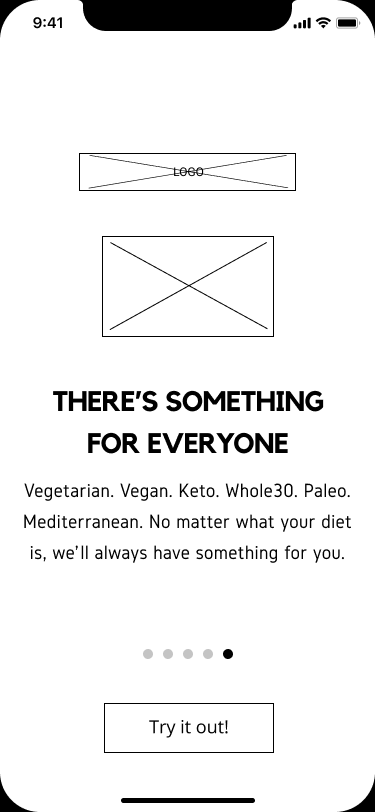 9:41
LOGO
THERE'S SOMETHING
FOR EVERYONE
Vegetarian. Vegan. Keto. Whole30. Paleo.
Mediterranean. No matter what your diet
is, we'll always have something for you.
Try it out!